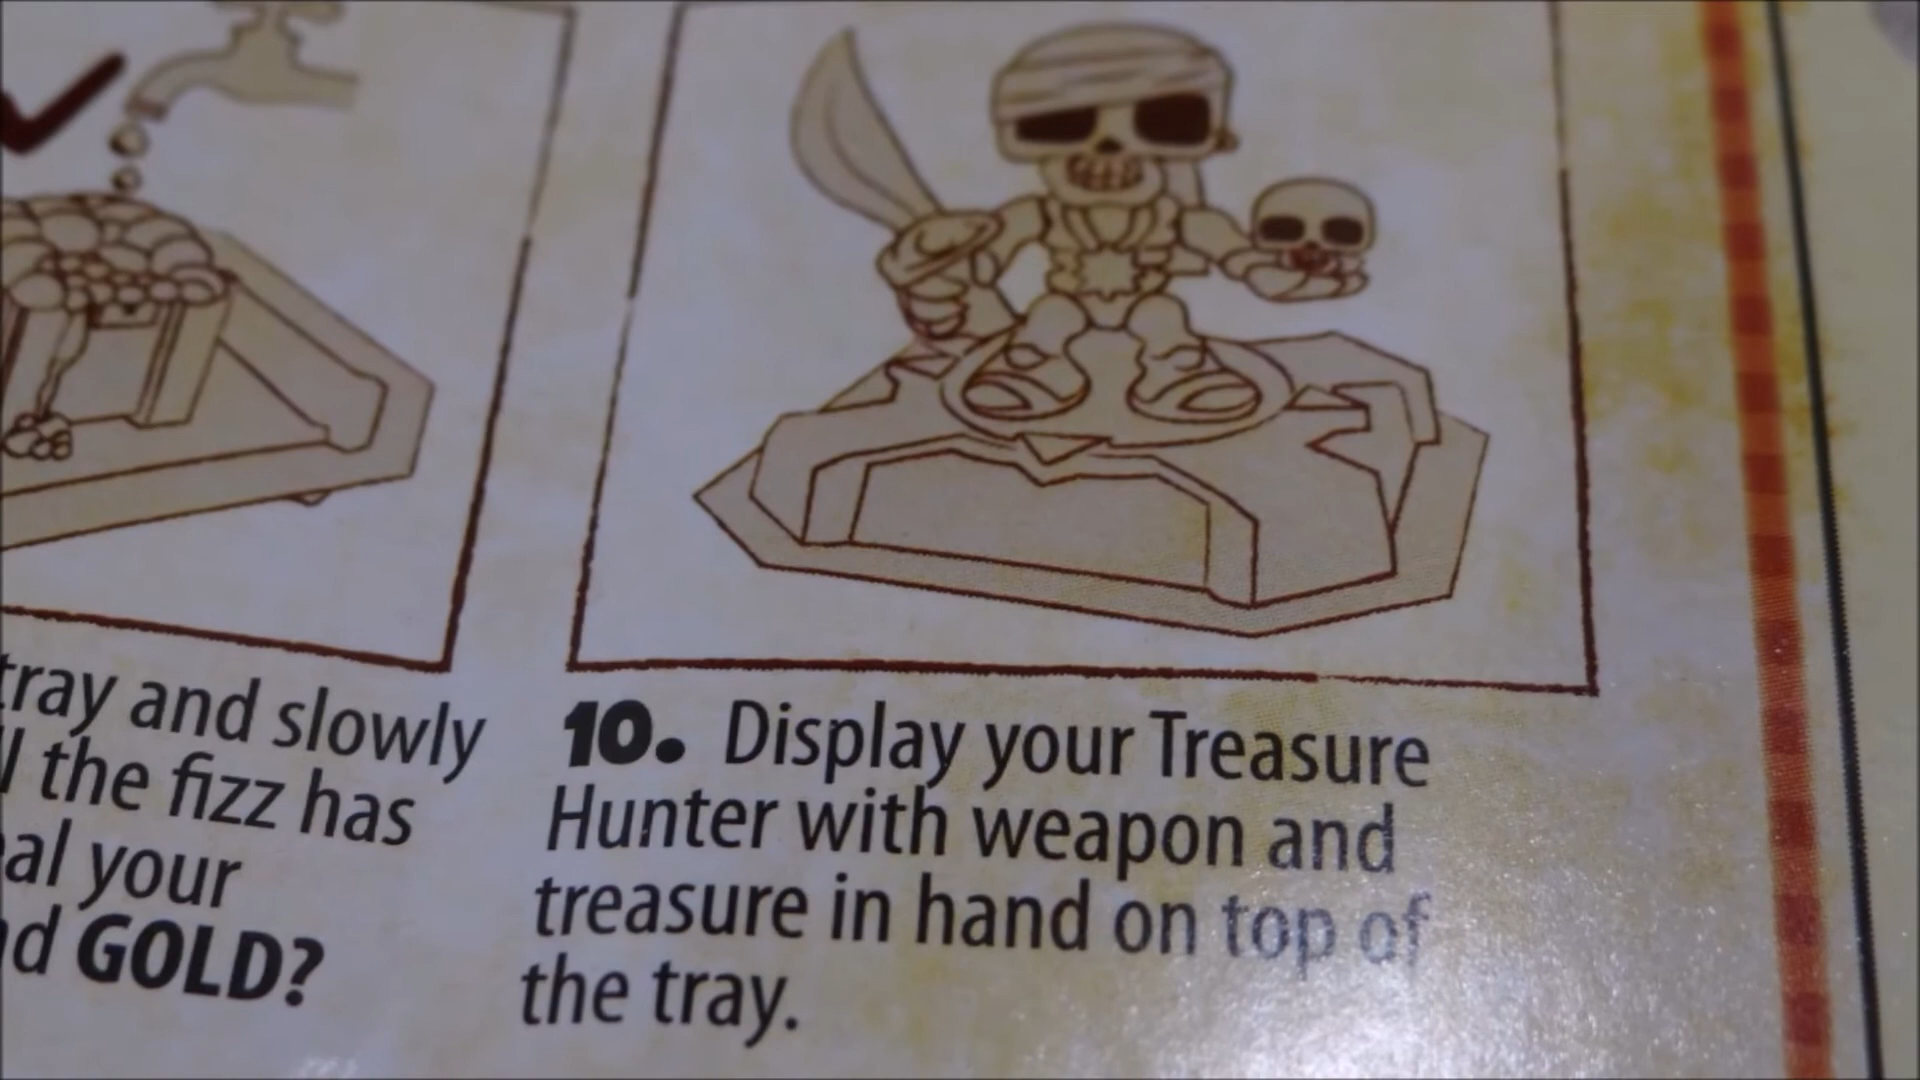 tray and slowly
the fizz has
your
GOLD?
10. Display your Treasure
Hunter with weapon and
treasure in hand on top of
the tray.